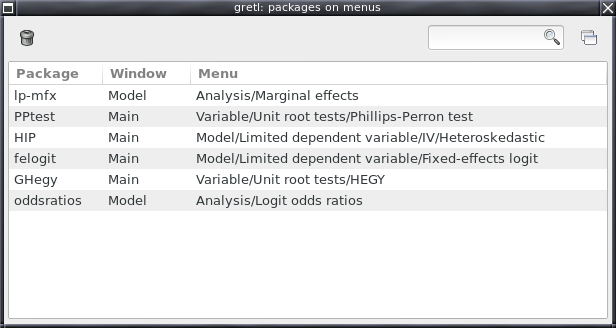 gretl: packages on menus
Package Window Menu
lp-mfx Model Analysis/Marginal effects
PPtest Main Variable/Unit root tests/Phillips-Perron test
HIP Main Model/Limited dependent variable/IV/Heteroskedastic
felogit Main Model/Limited dependent variable/Fixed-effects logit
GHegy Main Variable/Unit root tests/HEGY
oddsratios Model Analysis/Logit odds ratios